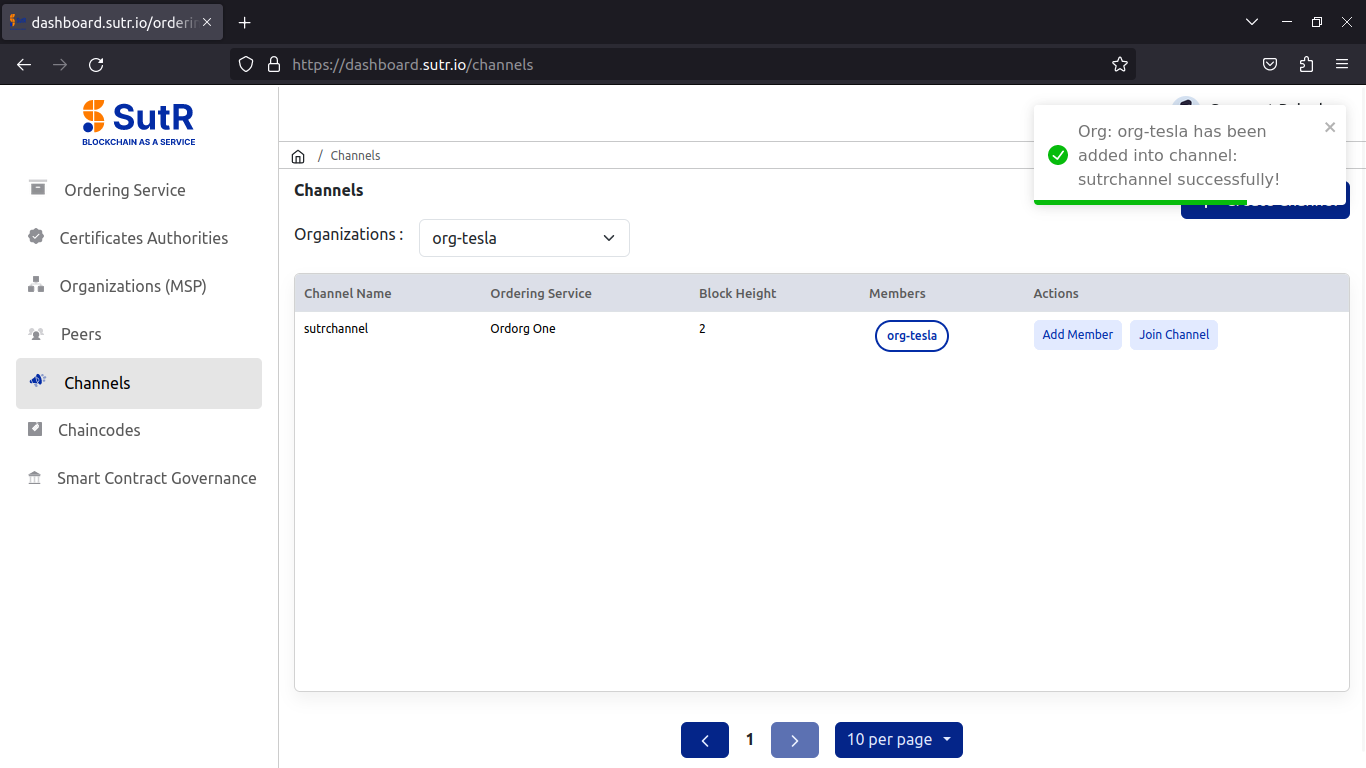 dashboard.sutr.io/orderin
https://dashboard.sutr.io/channels
SutR
BLOCKCHAIN AS A SERVICE
Ordering Service
Certificates Authorities
Organizations (MSP)
Peers
Channels
Chaincodes
Smart Contract Governance
/ Channels
Org: org-tesla has been
added into channel:
sutrchannel successfully!
Channels
Organizations :
org-tesla
Channel Name Ordering Service Block Height Members Actions
sutrchannel Ordorg One 2 org-tesla Add Member Join Channel
1
10 per page